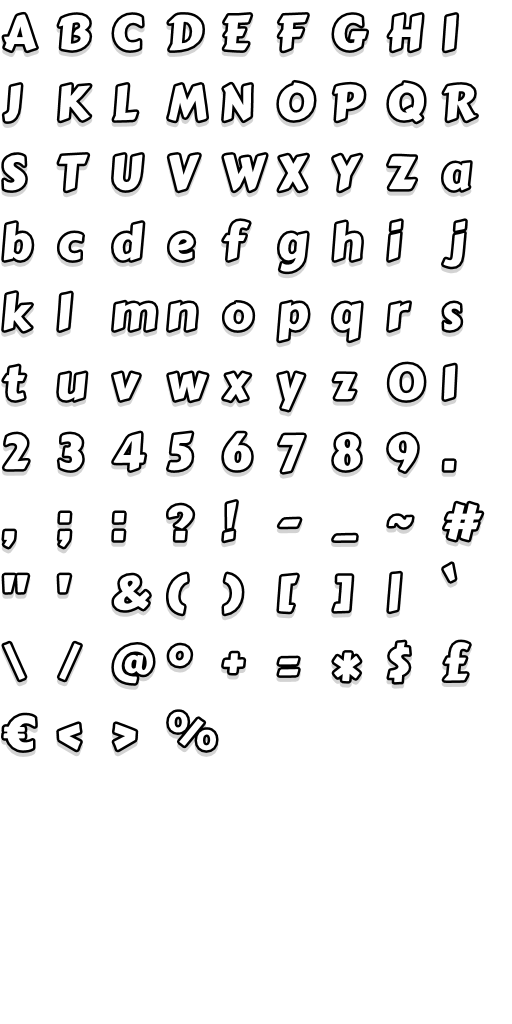 A B C D E F G H I
J K L M N O P Q R
S T U V W X Y Z a
b c d e f g h i j
k l m n o p q r s
t u v w x y z 0 1
2 3 4 5 6 7 8 9 .
, ; : ? ! - _ ~ #
" ' & ( ) [ ] | `
\ / @ ° + = * $ £
€ < > %